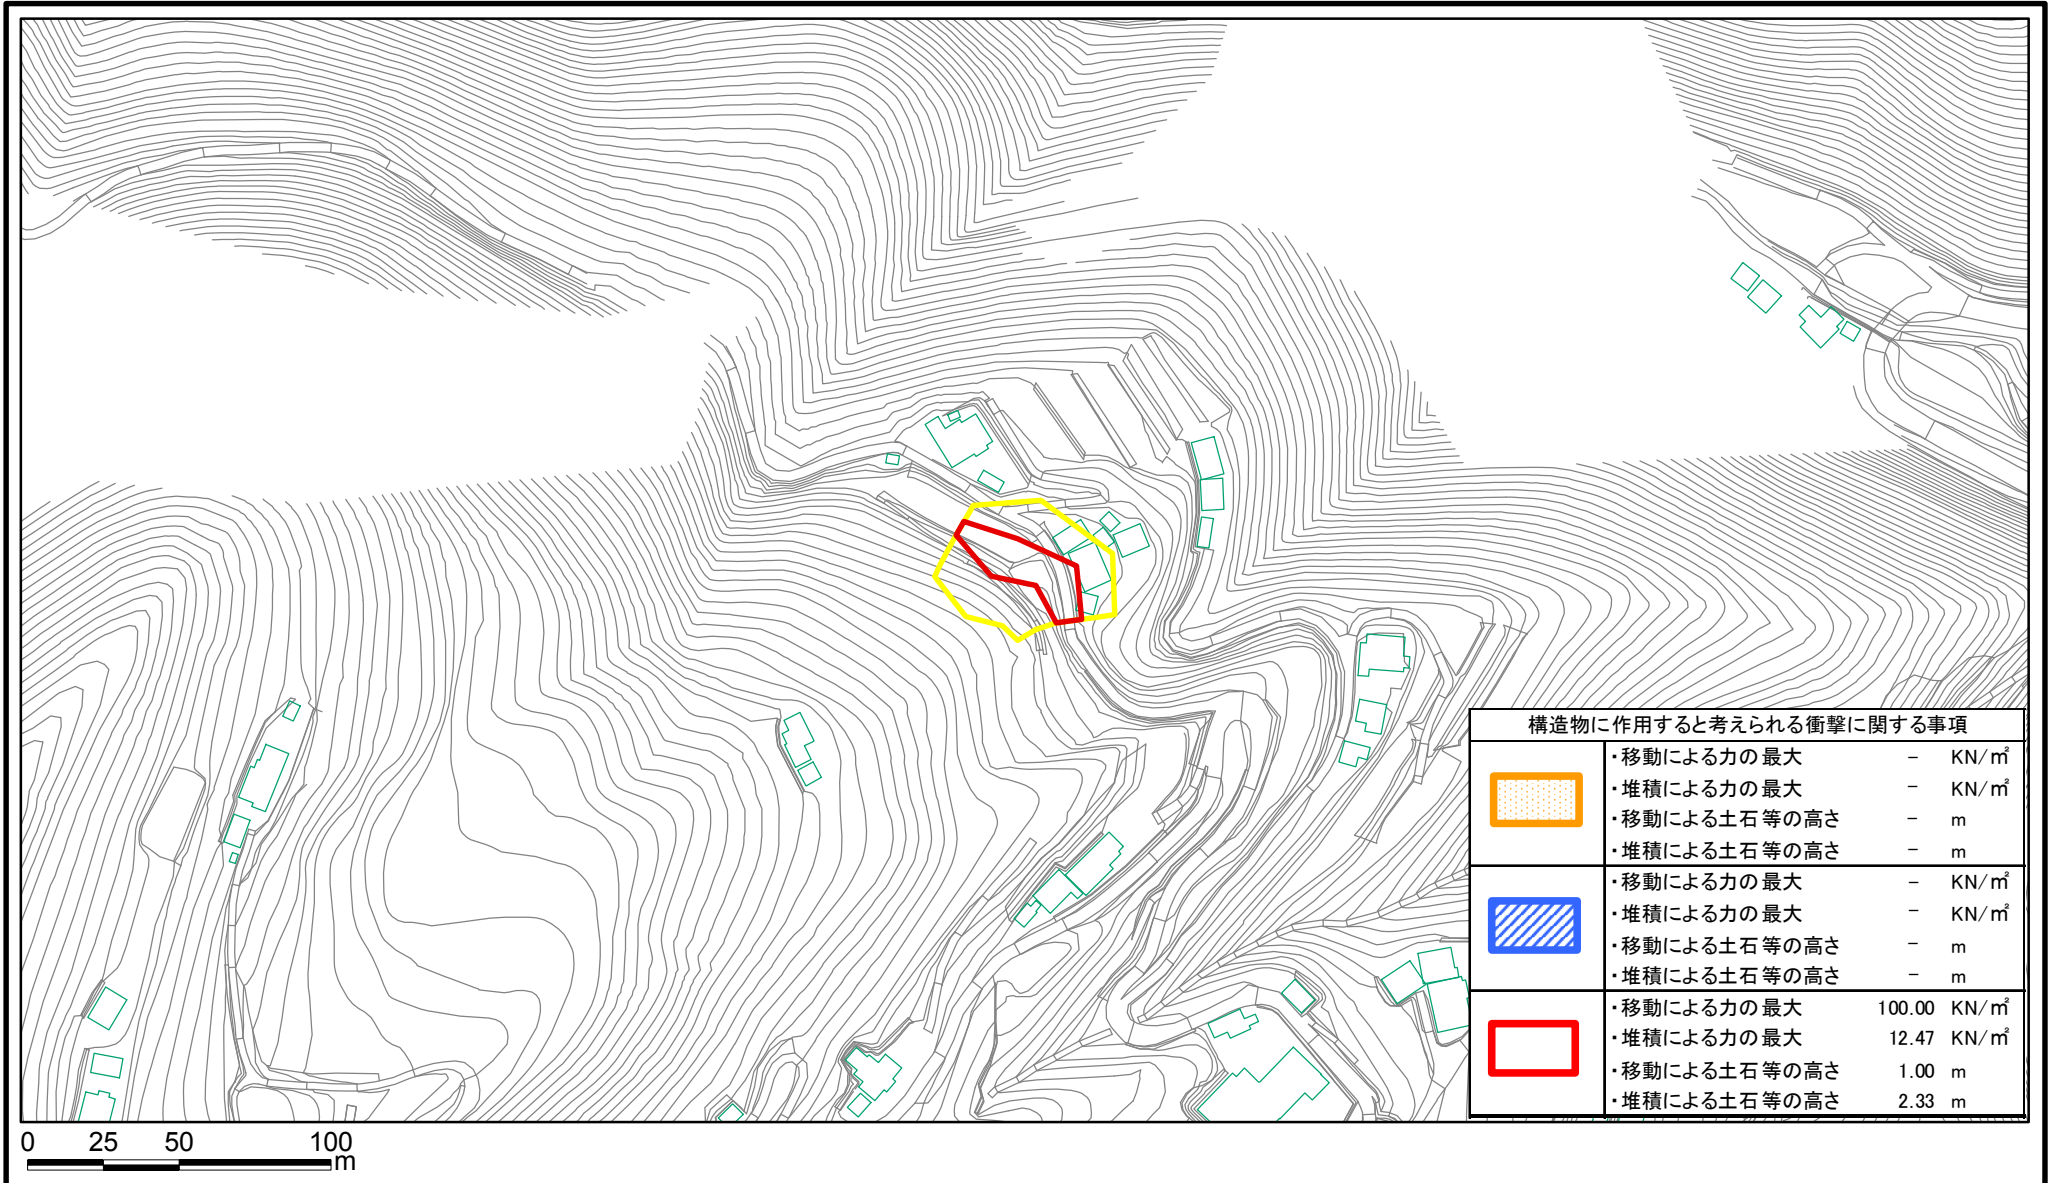 構造物に作用すると考えられる衝撃に関する事項
・移動による力の最大 － KN/㎡
・堆積による力の最大 － KN/㎡
・移動による土石等の高さ － m
・堆積による土石等の高さ － m
・移動による力の最大 － KN/㎡
・堆積による力の最大 － KN/㎡
・移動による土石等の高さ － m
・堆積による土石等の高さ － m
・移動による力の最大 100.00 KN/㎡
・堆積による力の最大 12.47 KN/㎡
・移動による土石等の高さ 1.00 m
・堆積による土石等の高さ 2.33 m
0 25 50 100
m